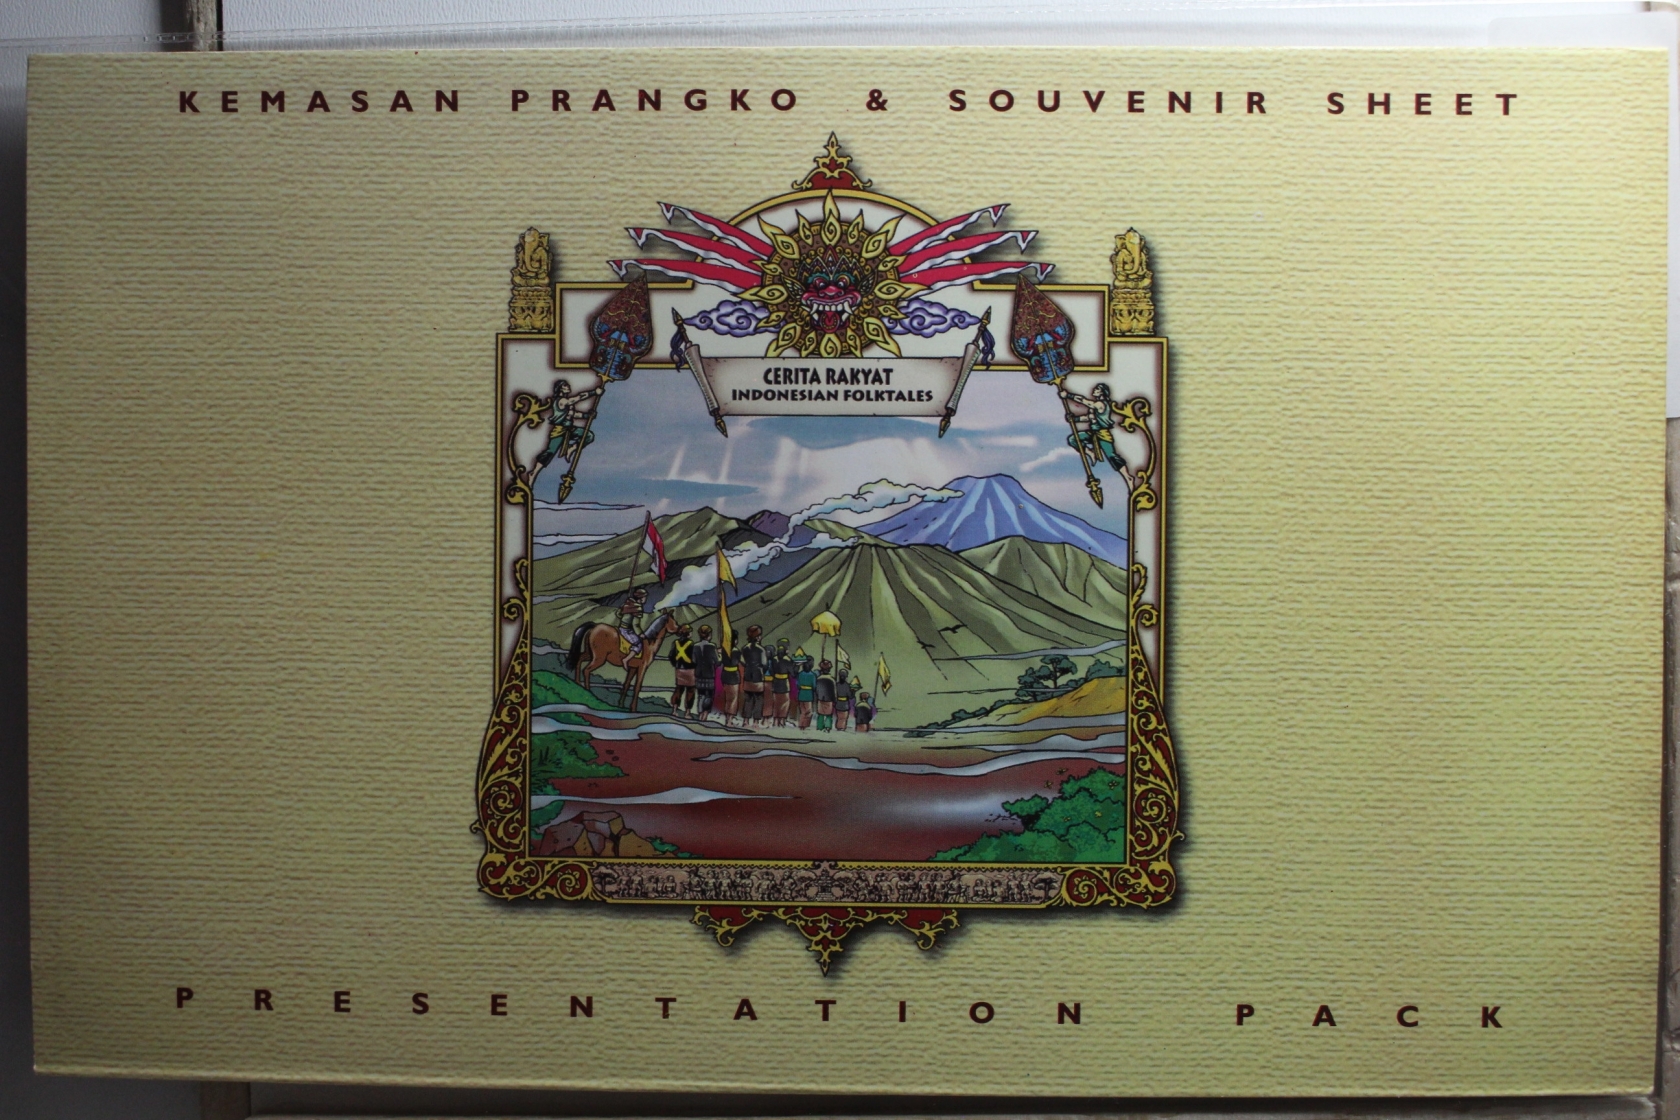 KEMASAN PRANGKO & SOUVENIR SHEET
CERITA RAKYAT
INDONESIAN FOLKTALES
PRESENTATION PACK